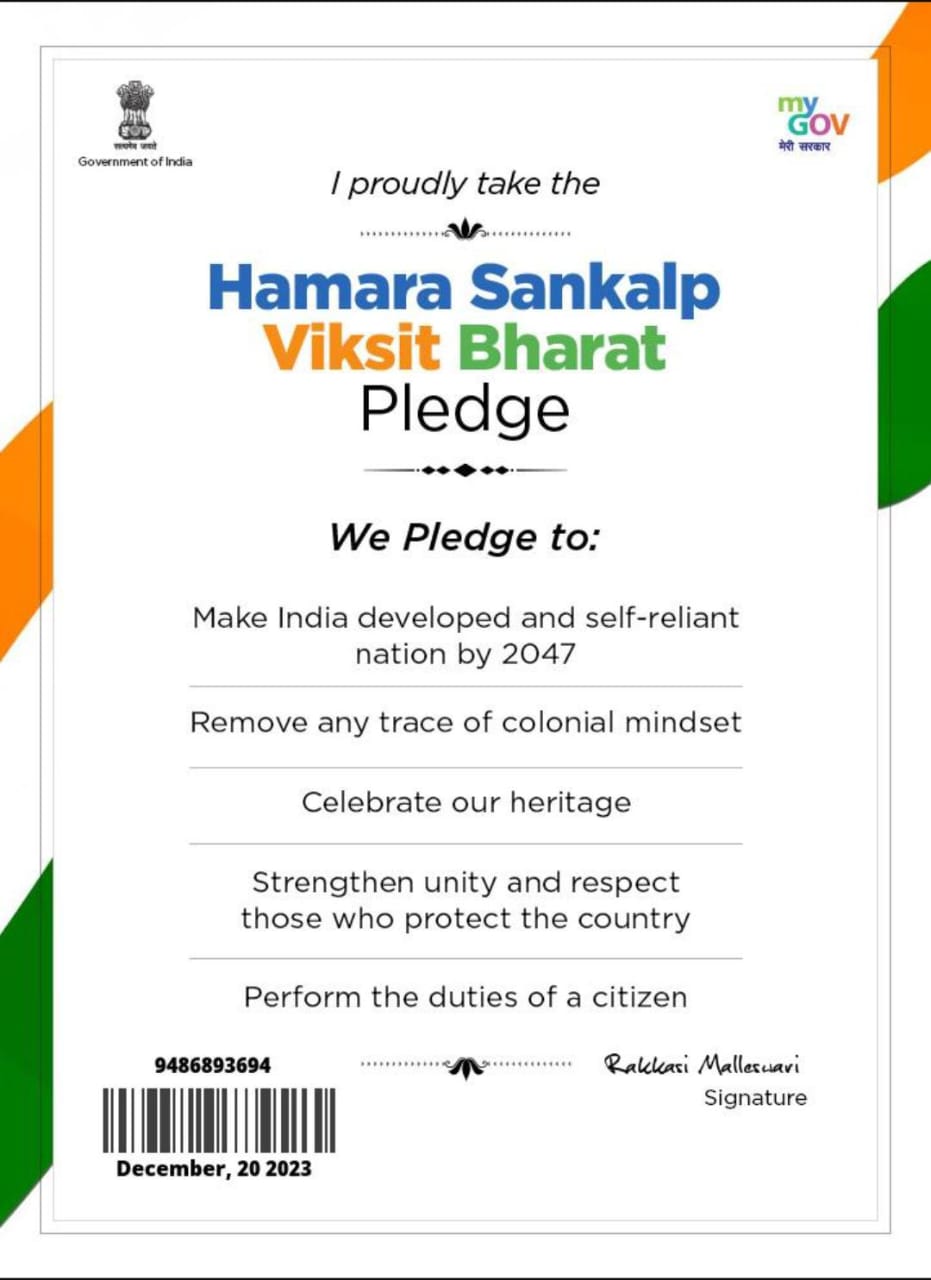 सत्यमेव जयते
Government of India
my
GOV
मेरी सरकार
I proudly take the
Hamara Sankalp
Viksit Bharat
Pledge
We Pledge to:
Make India developed and self-reliant
nation by 2047
Remove any trace of colonial mindset
Celebrate our heritage
Strengthen unity and respect
those who protect the country
Perform the duties of a citizen
9486893694
December, 20 2023
Rakkasi Malleswari
Signature